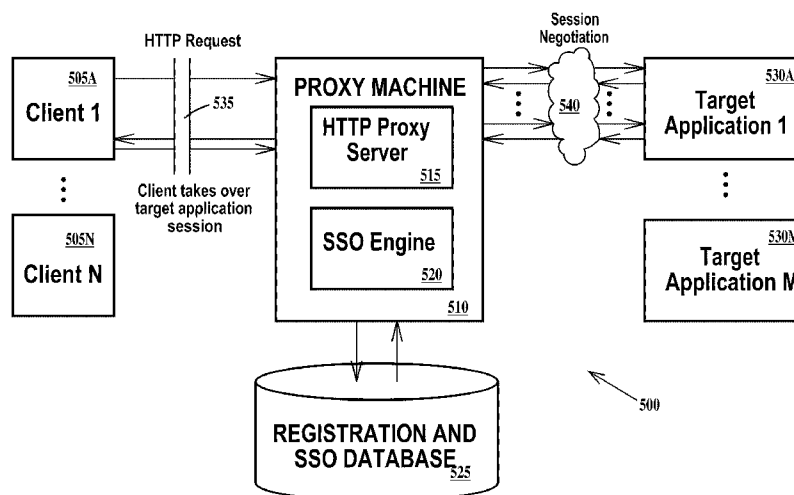 HTTP Request
505A
Client 1
535
Client takes over
target application
session
505N
Client N
PROXY MACHINE
HTTP Proxy
Server
515
SSO Engine
520
510
Session
Negotiation
540
530A
Target
Application 1
530M
Target
Application M
REGISTRATION AND
SSO DATABASE
525
500